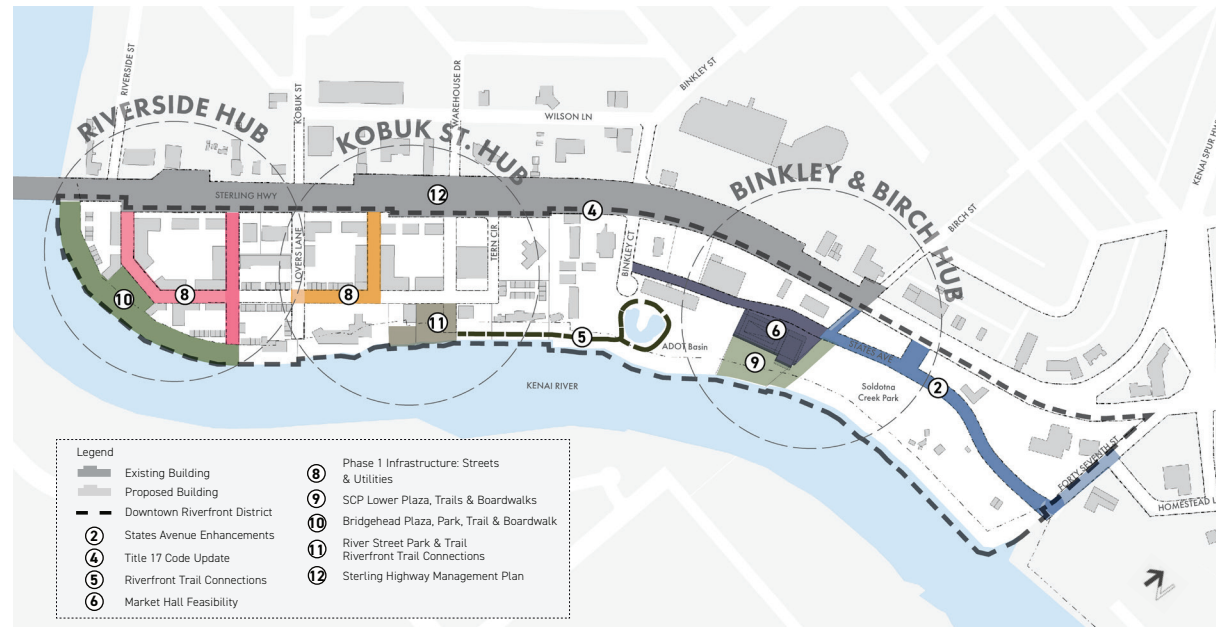 RIVERSIDE ST
KOBUK ST
WAREHOUSE DR
BINKLEY ST
WILSON LN
KENAI SPUR HWY
RIVERSIDE HUB
KOBUK ST. HUB
BINKLEY & BIRCH HUB
BIRCH ST
STERLING HWY
12
4
LOVERS LANE
TERN CIR
BINKLEY CT
10
8
8
11
5
ADOT Basin
6
9
STATES AVE
2
Soldotna
Creek Park
KENAI RIVER
FORTY SEVENTH ST
HOMESTEAD L
Legend
Existing Building
Proposed Building
Downtown Riverfront District
2 States Avenue Enhancements
4 Title 17 Code Update
5 Riverfront Trail Connections
6 Market Hall Feasibility
8 Phase 1 Infrastructure: Streets
& Utilities
9 SCP Lower Plaza, Trails & Boardwalks
10 Bridgehead Plaza, Park, Trail & Boardwalk
11 River Street Park & Trail
Riverfront Trail Connections
12 Sterling Highway Management Plan
N